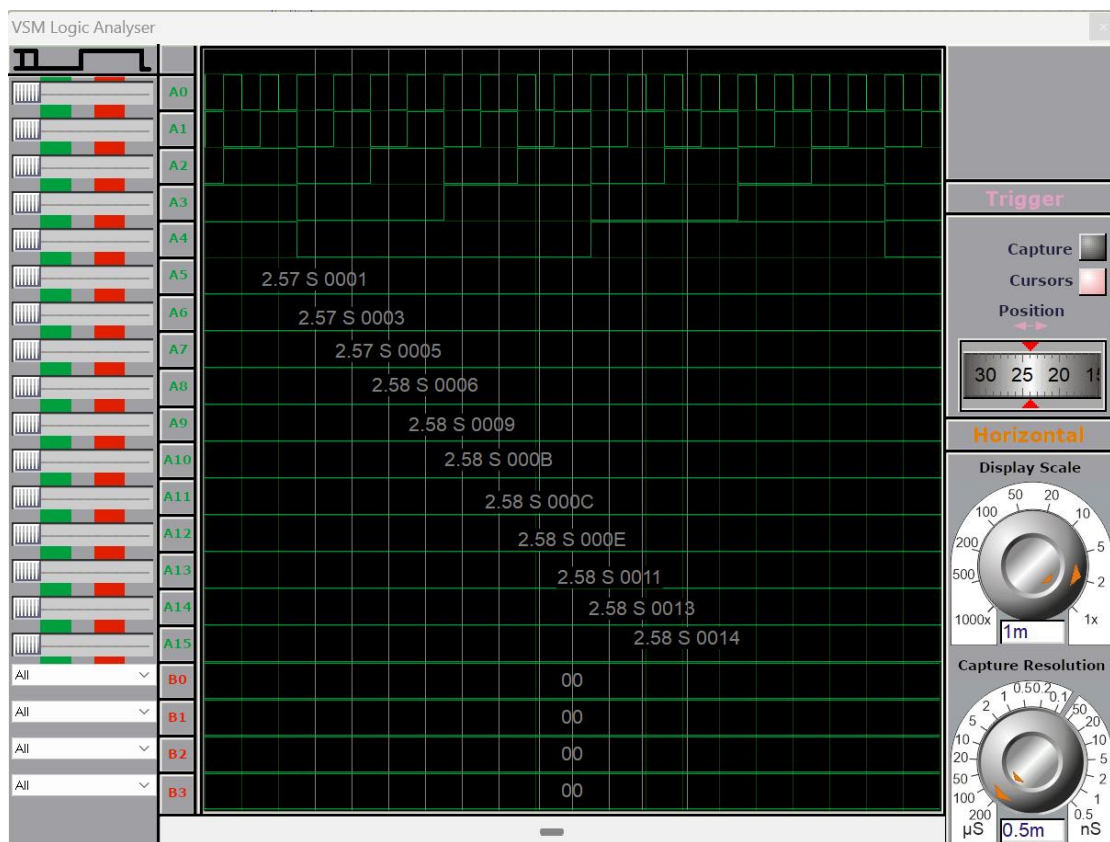 VSM Logic Analyser
A0
A1
A2
A3
A4
A5
A6
A7
A8
A9
A10
A11
A12
A13
A14
A15
B0
B1
B2
B3
All
All
All
All
2.57 S 0001
2.57 S 0003
2.57 S 0005
2.58 S 0006
2.58 S 0009
2.58 S 000B
2.58 S 000C
2.58 S 000E
2.58 S 0011
2.58 S 0013
2.58 S 0014
00
00
00
00
Trigger
Capture
Cursors
Position
30 25 20 15
Horizontal
Display Scale
1000x 500 200 100 50 20 10 5 2 1x
1m
Capture Resolution
200 100 50 20 10 5 2 1 0.5 0.2 0.1 50 20 10 5 2 1 0.5
µS 0.5m nS